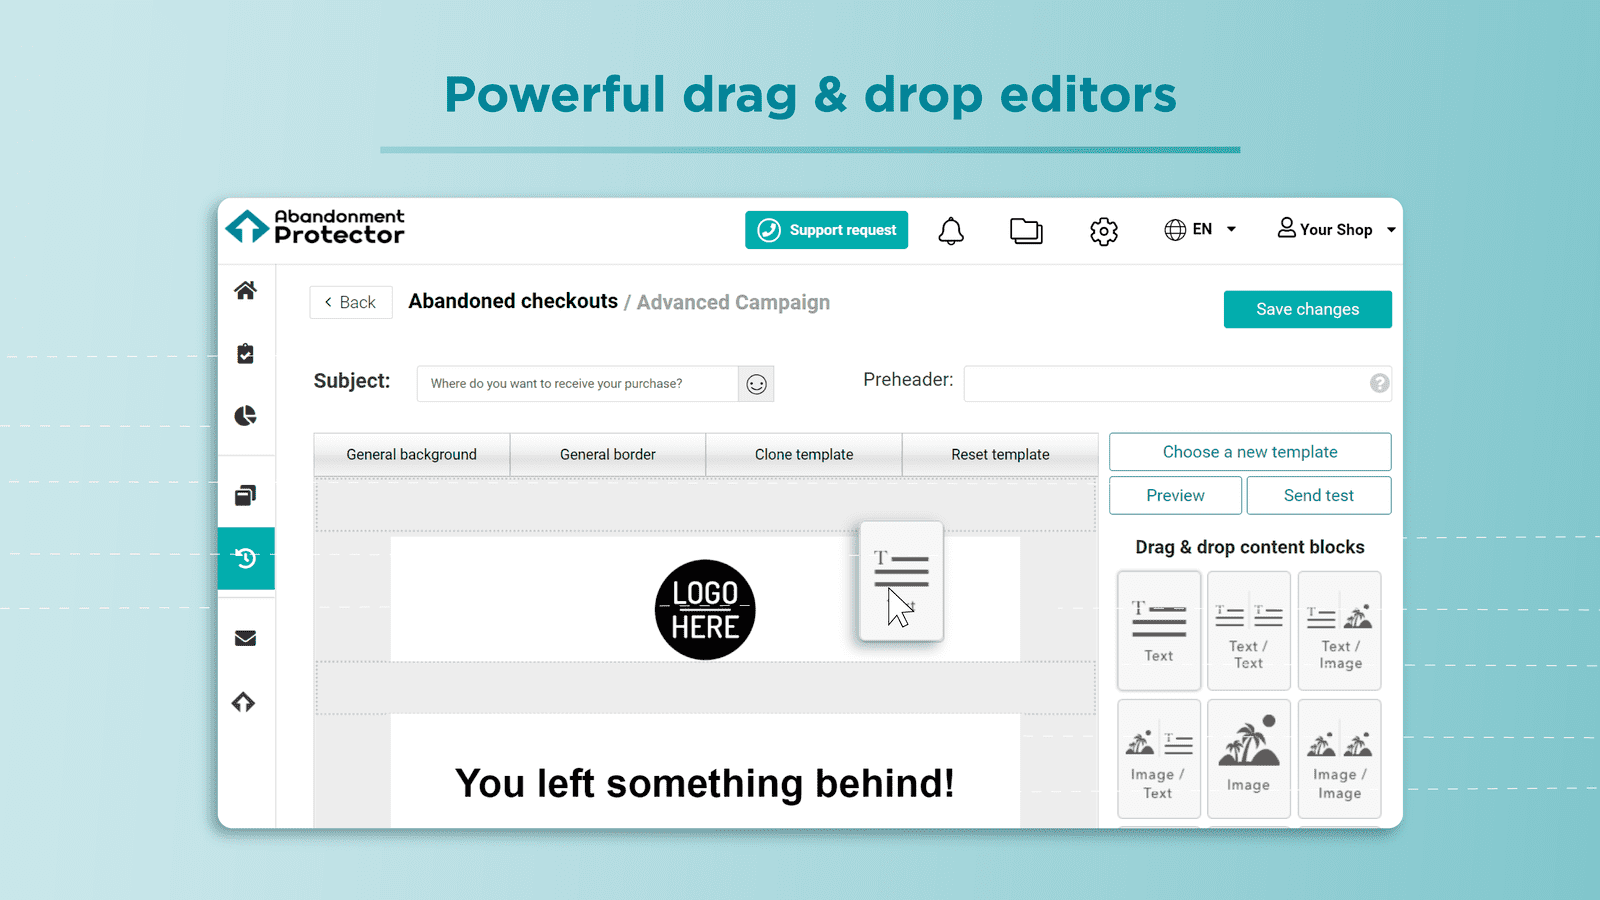 Powerful drag & drop editors
Abandonment
Protector
Support request
EN
Your Shop
Back
Abandoned checkouts / Advanced Campaign
Save changes
Subject:
Where do you want to receive your purchase?
Preheader:
?
General background
General border
Clone template
Reset template
Choose a new template
Preview
Send test
LOGO
HERE
T
Drag & drop content blocks
T
Text
T
T
Text /
Text
T
Text /
Image
T
Image /
Text
Image
Image /
Image
You left something behind!